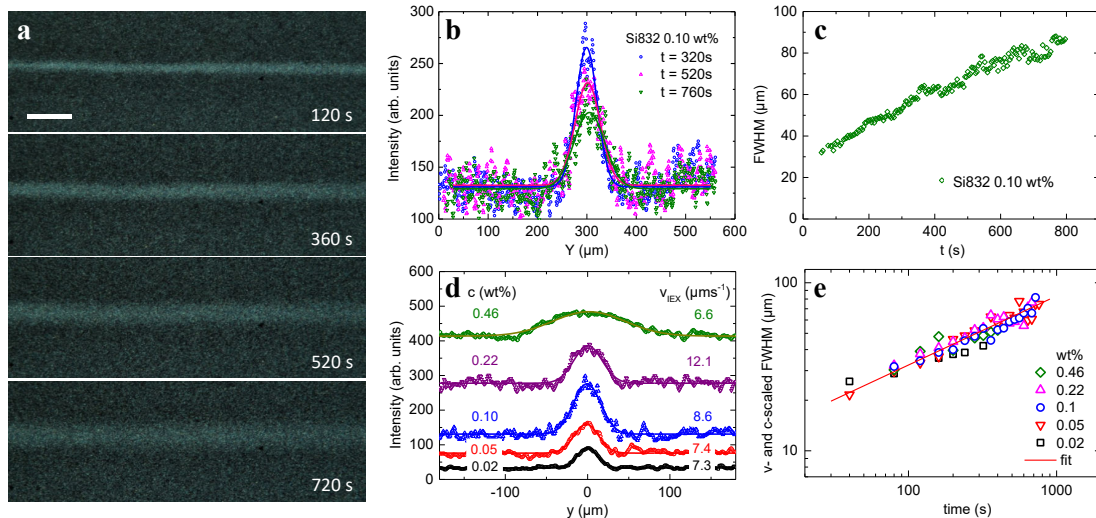 a
120 s
360 s
520 s
720 s
b
Si832 0.10 wt%
t = 320s
t = 520s
t = 760s
Intensity (arb. units)
300
250
200
150
100
0 100 200 300 400 500 600
Y (µm)
c
FWHM (µm)
100
80
60
40
20
0
Si832 0.10 wt%
0 200 400 600 800 1000
t (s)
d
c (wt%) v_IEX (µms⁻¹)
0.46 6.6
0.22 12.1
0.10 8.6
0.05 7.4
0.02 7.3
Intensity (arb. units)
600
500
400
300
200
100
0
-100 0 100
y (µm)
e
v- and c-scaled FWHM (µm)
100
10
wt%
0.46
0.22
0.1
0.05
0.02
fit
100 1000
time (s)